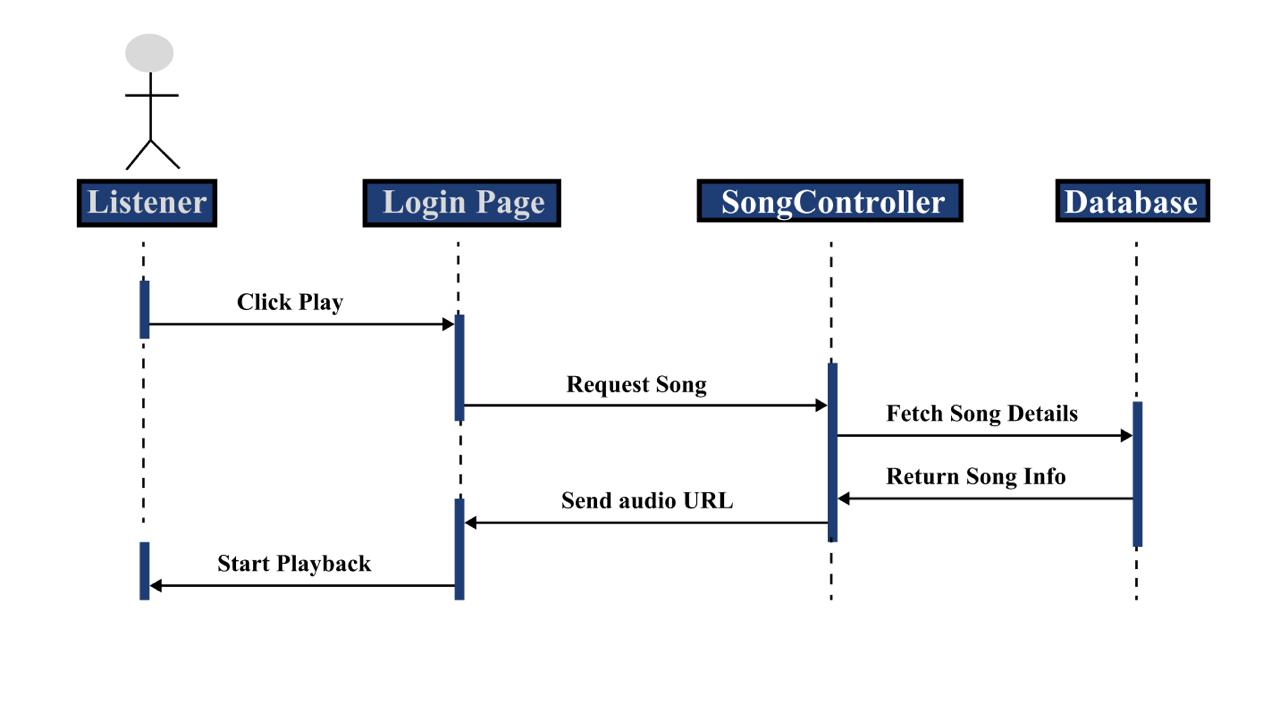 Listener
Login Page
SongController
Database
Click Play
Request Song
Fetch Song Details
Return Song Info
Send audio URL
Start Playback